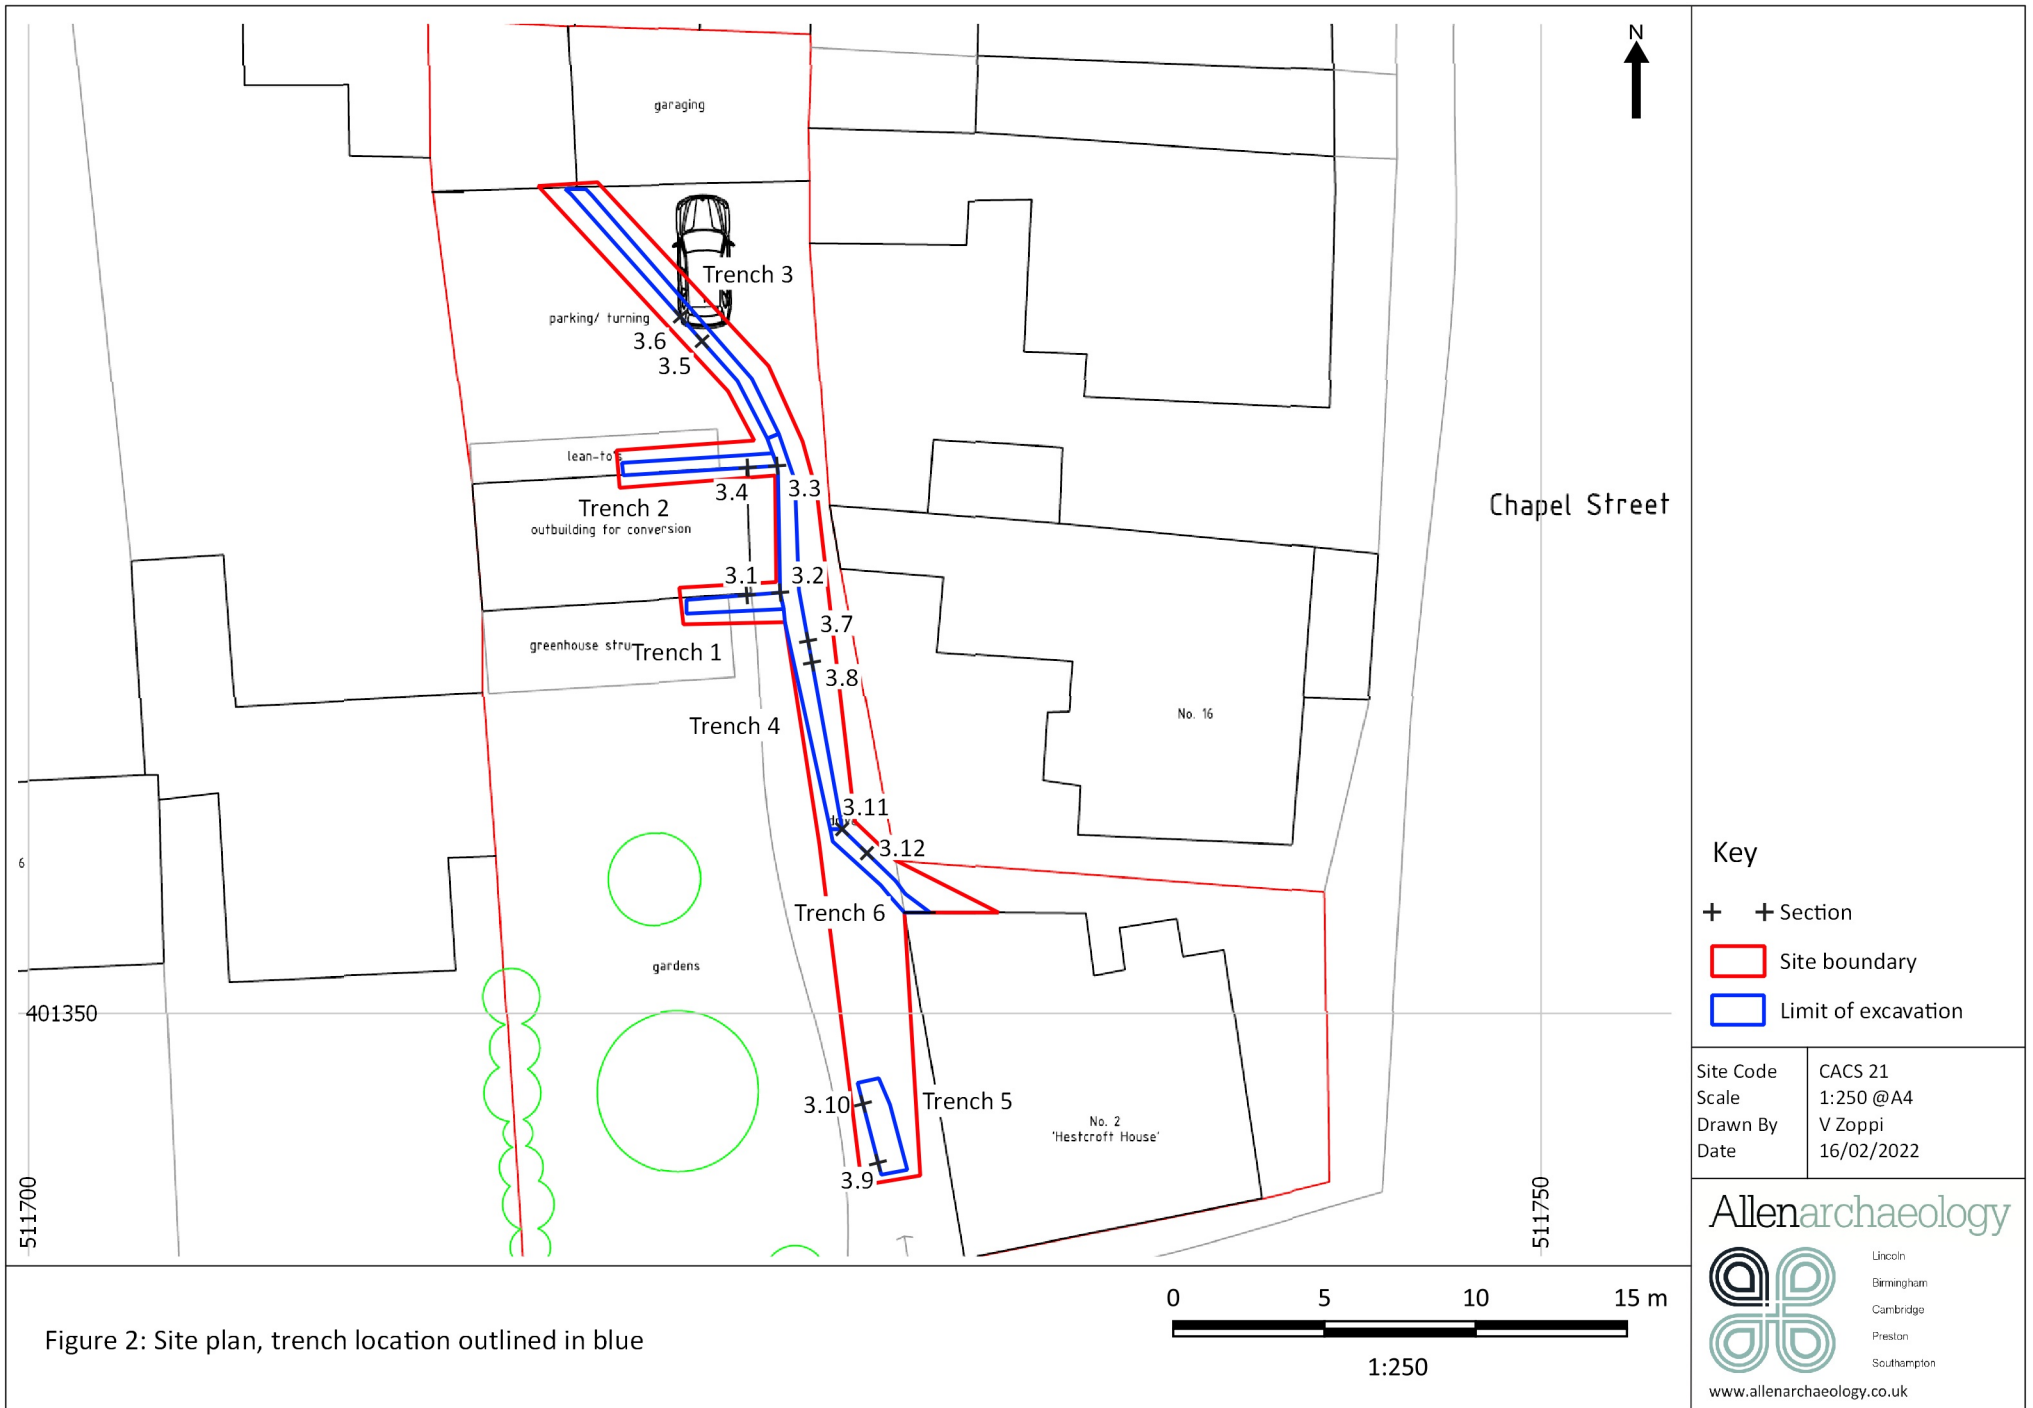 N
garaging
Trench 3
parking/ turning
3.6
3.5
lean-to's
3.4
3.3
Trench 2
outbuilding for conversion
Chapel Street
3.1
3.2
3.7
greenhouse stru
Trench 1
3.8
Trench 4
No. 16
3.11
drive
3.12
6
Trench 6
gardens
401350
3.10
Trench 5
No. 2
'Hestcroft House'
3.9
511700
511750
Key
Section
Site boundary
Limit of excavation
Site Code CACS 21
Scale 1:250 @A4
Drawn By V Zoppi
Date 16/02/2022
Allenarchaeology
Lincoln
Birmingham
Cambridge
Preston
Southampton
www.allenarchaeology.co.uk
0 5 10 15 m
1:250
Figure 2: Site plan, trench location outlined in blue